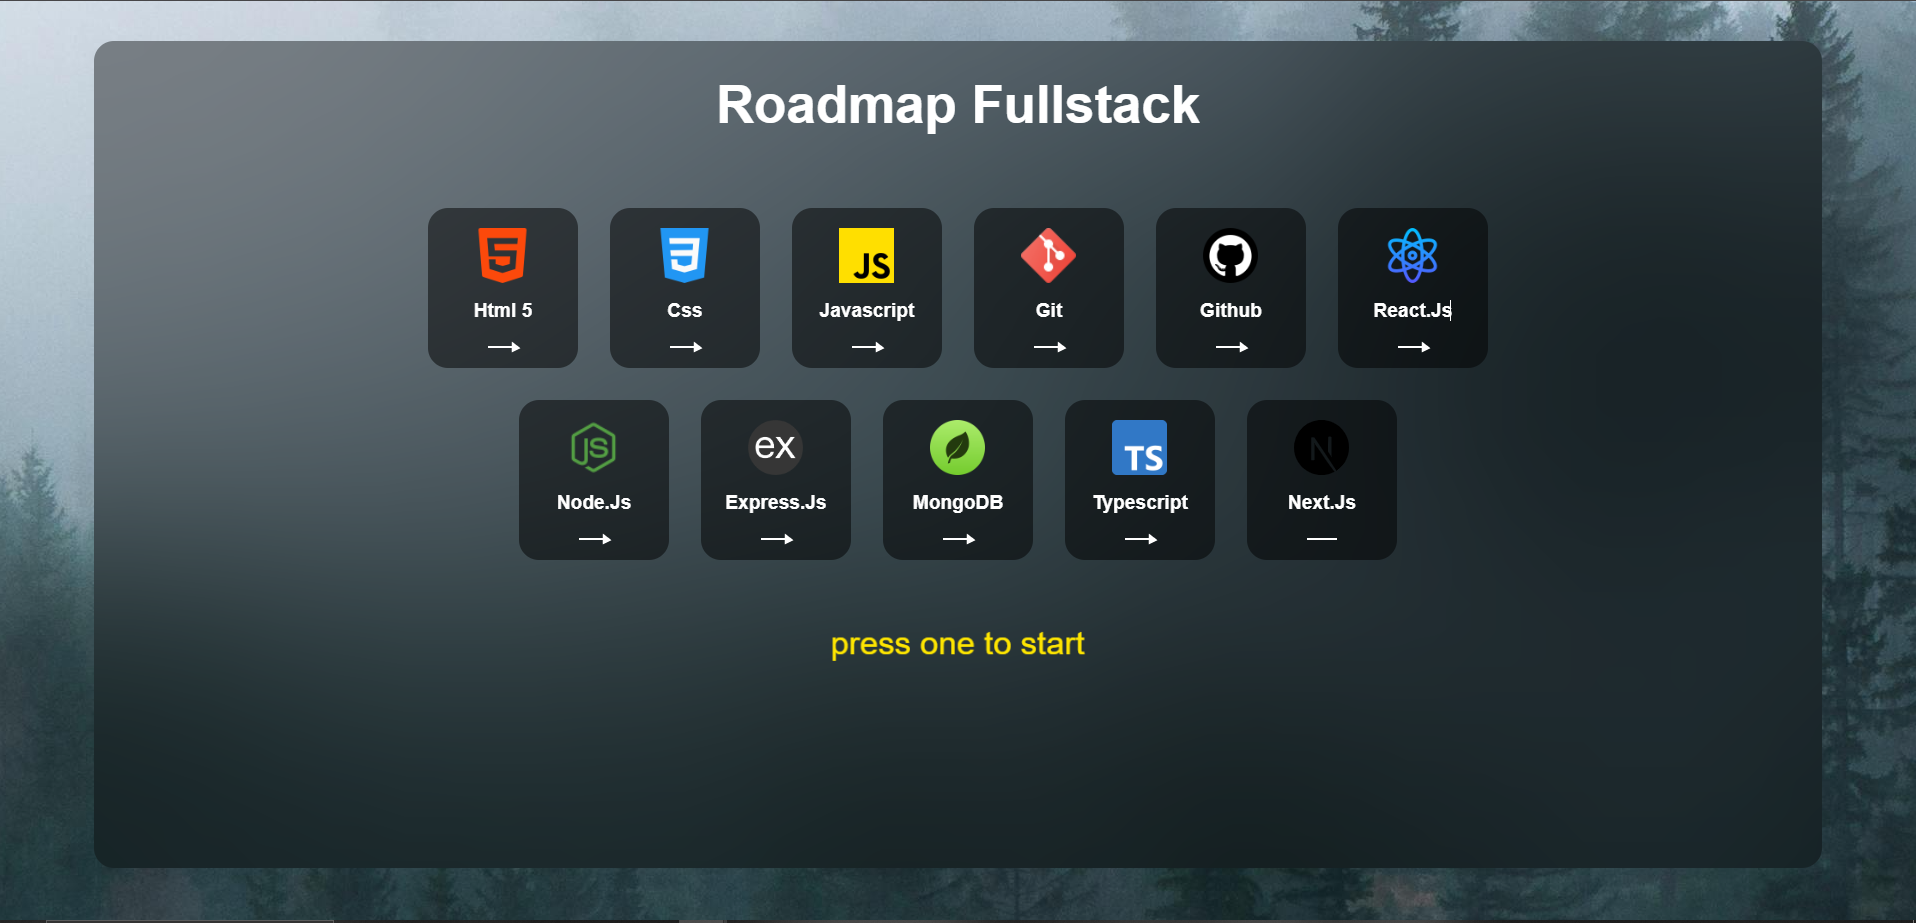 Roadmap Fullstack
Html 5
JS
Css
Javascript
Git
Github
React.Js
JS
Node.Js
ex
Express.Js
MongoDB
TS
Typescript
N
Next.Js
press one to start